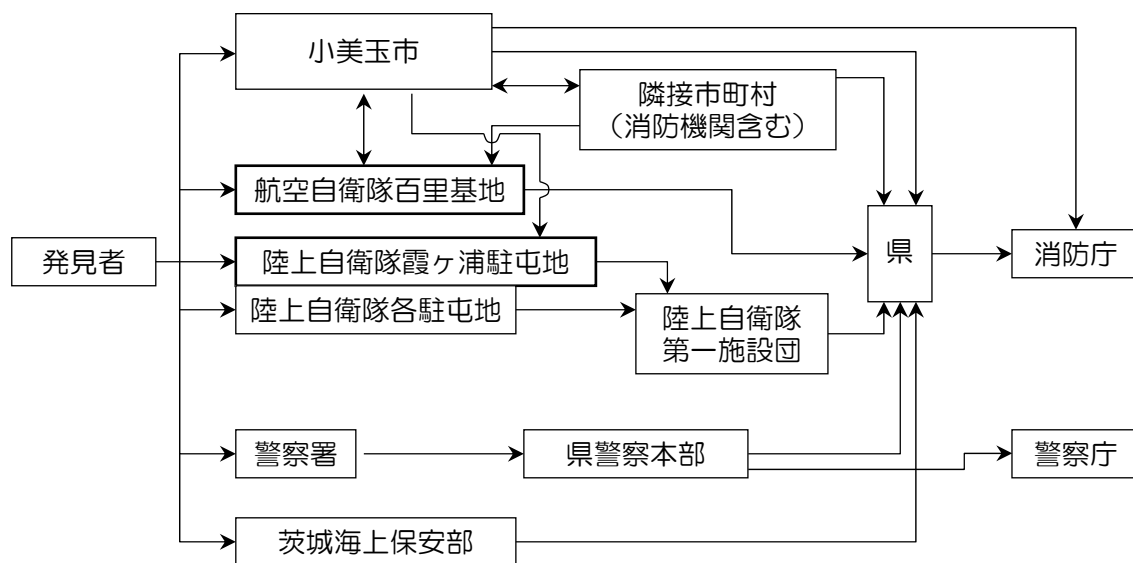 小美玉市
隣接市町村
（消防機関含む）
航空自衛隊百里基地
県
発見者
陸上自衛隊霞ヶ浦駐屯地
消防庁
陸上自衛隊各駐屯地
陸上自衛隊
第一施設団
警察署
県警察本部
警察庁
茨城海上保安部